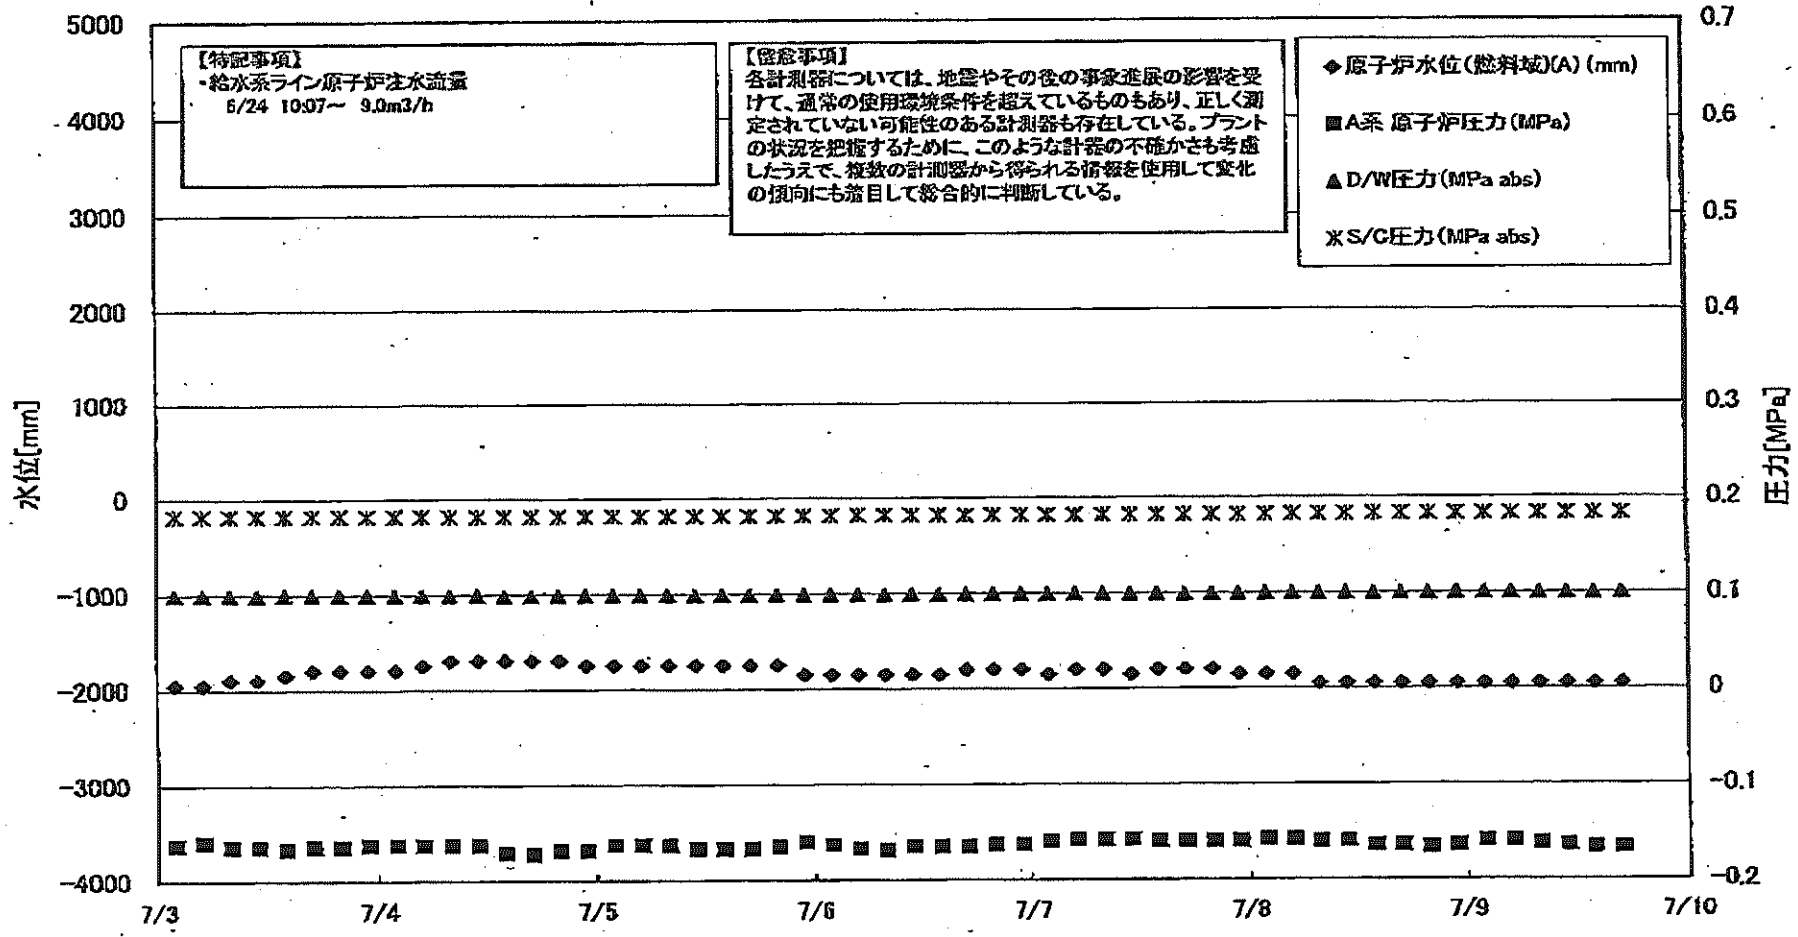 5000
4000
3000
2000
1000
0
-1000
-2000
-3000
-4000
水位[mm]
【特記事項】
・給水系ライン原子炉注水流量
6/24 10:07～ 9.0m3/h
【留意事項】
各計測器については、地震やその後の事象進展の影響を受
けて、通常の使用環境条件を超えているものもあり、正しく測
定されていない可能性のある計測器も存在している。プラント
の状況を把握するために、このような計器の不確かさも考慮
したうえで、複数の計測器から得られる情報を使用して変化
の傾向にも着目して総合的に判断している。
◆原子炉水位(燃料域)(A) (mm)
■A系 原子炉圧力(MPa)
▲D/W圧力(MPa abs)
ж S/C圧力(MPa abs)
0.7
0.6
0.5
0.4
0.3
0.2
0.1
0
-0.1
-0.2
圧力[MPa]
7/3 7/4 7/5 7/6 7/7 7/8 7/9 7/10